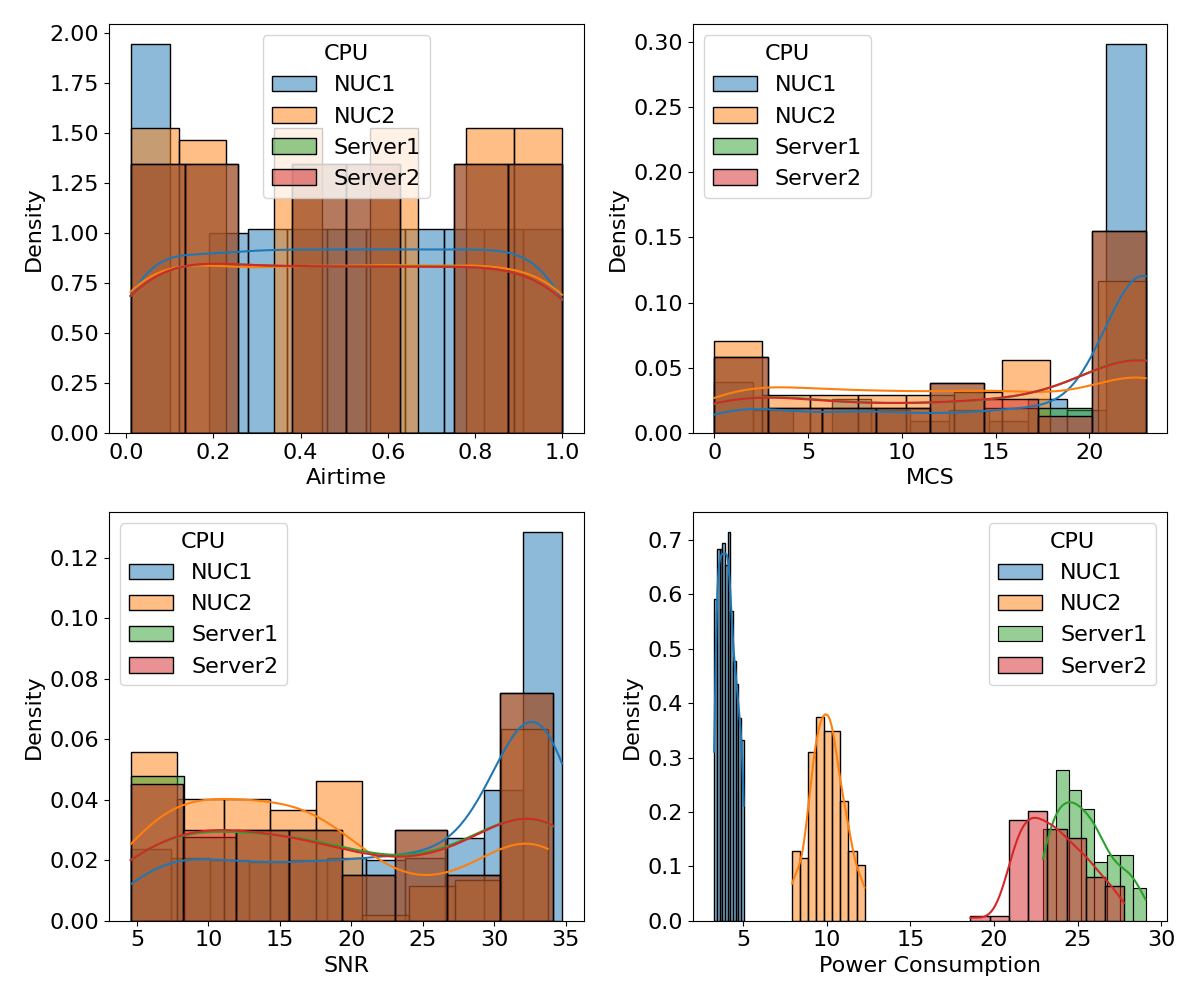 2.00
1.75
1.50
1.25
1.00
0.75
0.50
0.25
0.00
Density
CPU
NUC1
NUC2
Server1
Server2
0.0
0.2
0.4
0.6
0.8
1.0
Airtime
0.30
0.25
0.20
0.15
0.10
0.05
0.00
Density
CPU
NUC1
NUC2
Server1
Server2
0
5
10
15
20
MCS
0.12
0.10
0.08
0.06
0.04
0.02
0.00
Density
CPU
NUC1
NUC2
Server1
Server2
5
10
15
20
25
30
35
SNR
0.7
0.6
0.5
0.4
0.3
0.2
0.1
0.0
Density
CPU
NUC1
NUC2
Server1
Server2
5
10
15
20
25
30
Power Consumption